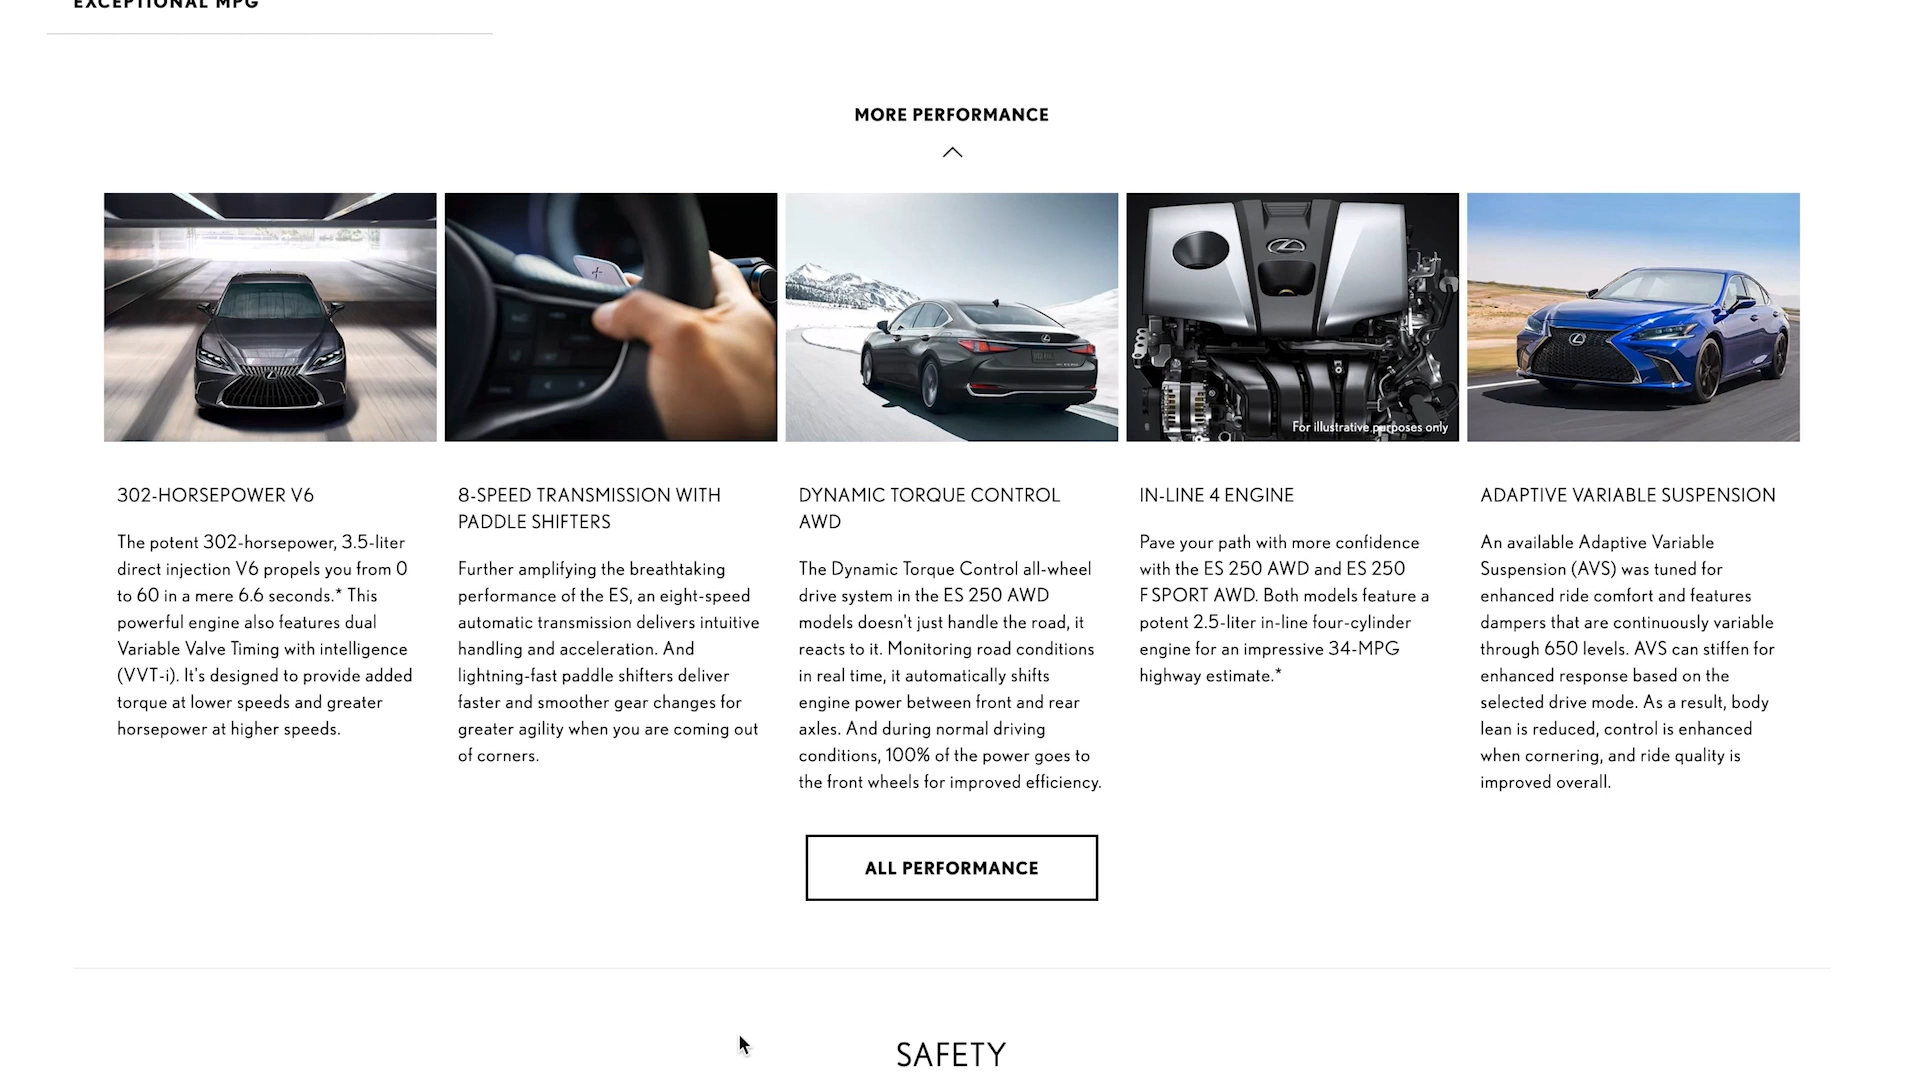 EXCEPTIONAL MPG
MORE PERFORMANCE
For illustrative purposes only
302-HORSEPOWER V6
The potent 302-horsepower, 3.5-liter
direct injection V6 propels you from 0
to 60 in a mere 6.6 seconds.* This
powerful engine also features dual
Variable Valve Timing with intelligence
(VVT-i). It's designed to provide added
torque at lower speeds and greater
horsepower at higher speeds.
8-SPEED TRANSMISSION WITH
PADDLE SHIFTERS
Further amplifying the breathtaking
performance of the ES, an eight-speed
automatic transmission delivers intuitive
handling and acceleration. And
lightning-fast paddle shifters deliver
faster and smoother gear changes for
greater agility when you are coming out
of corners.
DYNAMIC TORQUE CONTROL
AWD
The Dynamic Torque Control all-wheel
drive system in the ES 250 AWD
models doesn't just handle the road, it
reacts to it. Monitoring road conditions
in real time, it automatically shifts
engine power between front and rear
axles. And during normal driving
conditions, 100% of the power goes to
the front wheels for improved efficiency.
IN-LINE 4 ENGINE
Pave your path with more confidence
with the ES 250 AWD and ES 250
F SPORT AWD. Both models feature a
potent 2.5-liter in-line four-cylinder
engine for an impressive 34-MPG
highway estimate.*
ADAPTIVE VARIABLE SUSPENSION
An available Adaptive Variable
Suspension (AVS) was tuned for
enhanced ride comfort and features
dampers that are continuously variable
through 650 levels. AVS can stiffen for
enhanced response based on the
selected drive mode. As a result, body
lean is reduced, control is enhanced
when cornering, and ride quality is
improved overall.
ALL PERFORMANCE
SAFETY